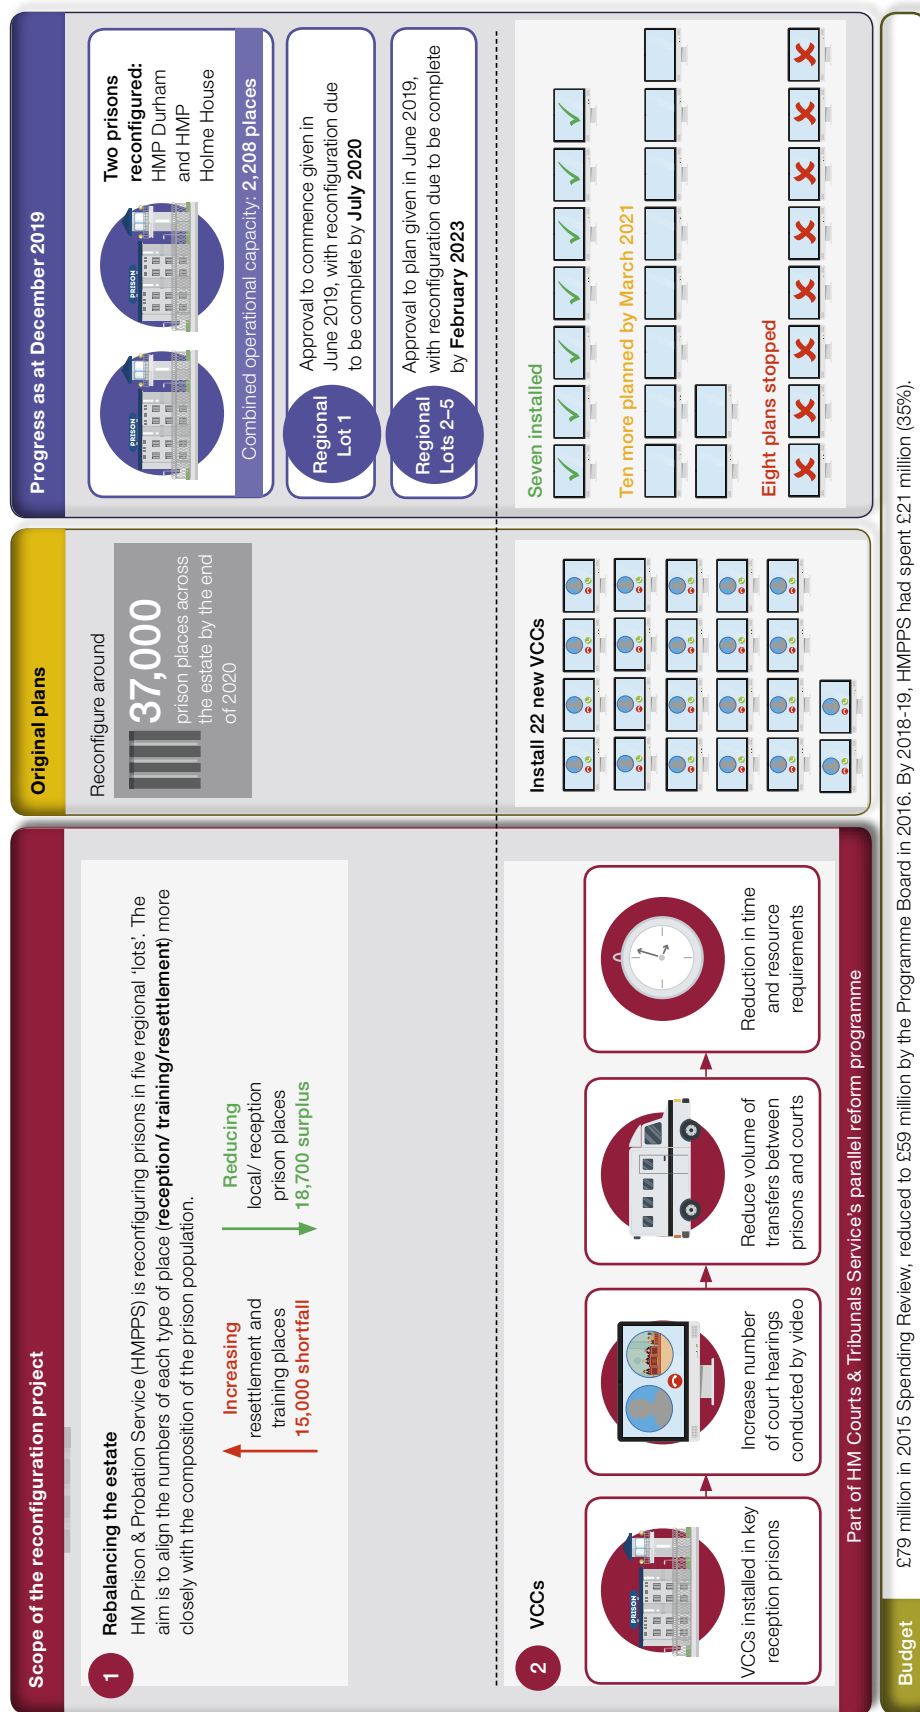 Scope of the reconfiguration project
1
Rebalancing the estate
HM Prison & Probation Service (HMPPS) is reconfiguring prisons in five regional ‘lots’. The
aim is to align the numbers of each type of place (reception/ training/resettlement) more
closely with the composition of the prison population.
Increasing
resettlement and
training places
15,000 shortfall
Reducing
local/ reception
prison places
18,700 surplus
2
VCCs
PRISON
VCCs installed in key
reception prisons
Increase number
of court hearings
conducted by video
Reduce volume of
transfers between
prisons and courts
Reduction in time
and resource
requirements
Part of HM Courts & Tribunals Service’s parallel reform programme
Original plans
Reconfigure around
37,000
prison places across
the estate by the end
of 2020
Install 22 new VCCs
Progress as at December 2019
PRISON
PRISON
Two prisons
reconfigured:
HMP Durham
and HMP
Holme House
Combined operational capacity: 2,208 places
Regional
Lot 1
Approval to commence given in
June 2019, with reconfiguration due
to be complete by July 2020
Regional
Lots 2–5
Approval to plan given in June 2019,
with reconfiguration due to be complete
by February 2023
Seven installed
Ten more planned by March 2021
Eight plans stopped
Budget
£79 million in 2015 Spending Review, reduced to £59 million by the Programme Board in 2016. By 2018-19, HMPPS had spent £21 million (35%).